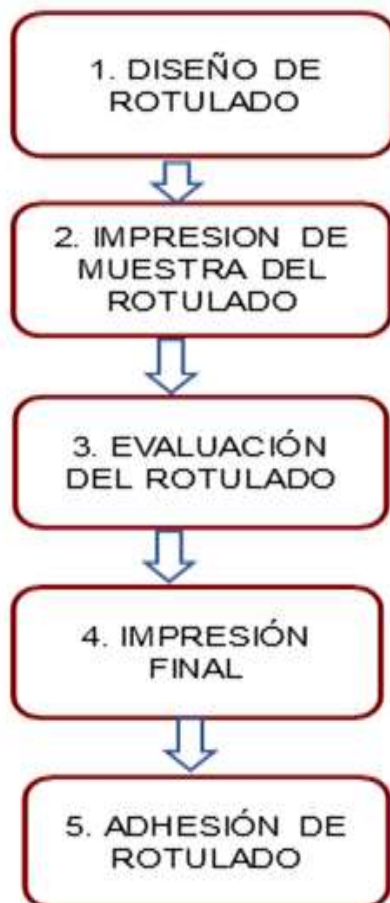 1. DISEÑO DE
ROTULADO
2. IMPRESION DE
MUESTRA DEL
ROTULADO
3. EVALUACIÓN
DEL ROTULADO
4. IMPRESIÓN
FINAL
5. ADHESIÓN DE
ROTULADO